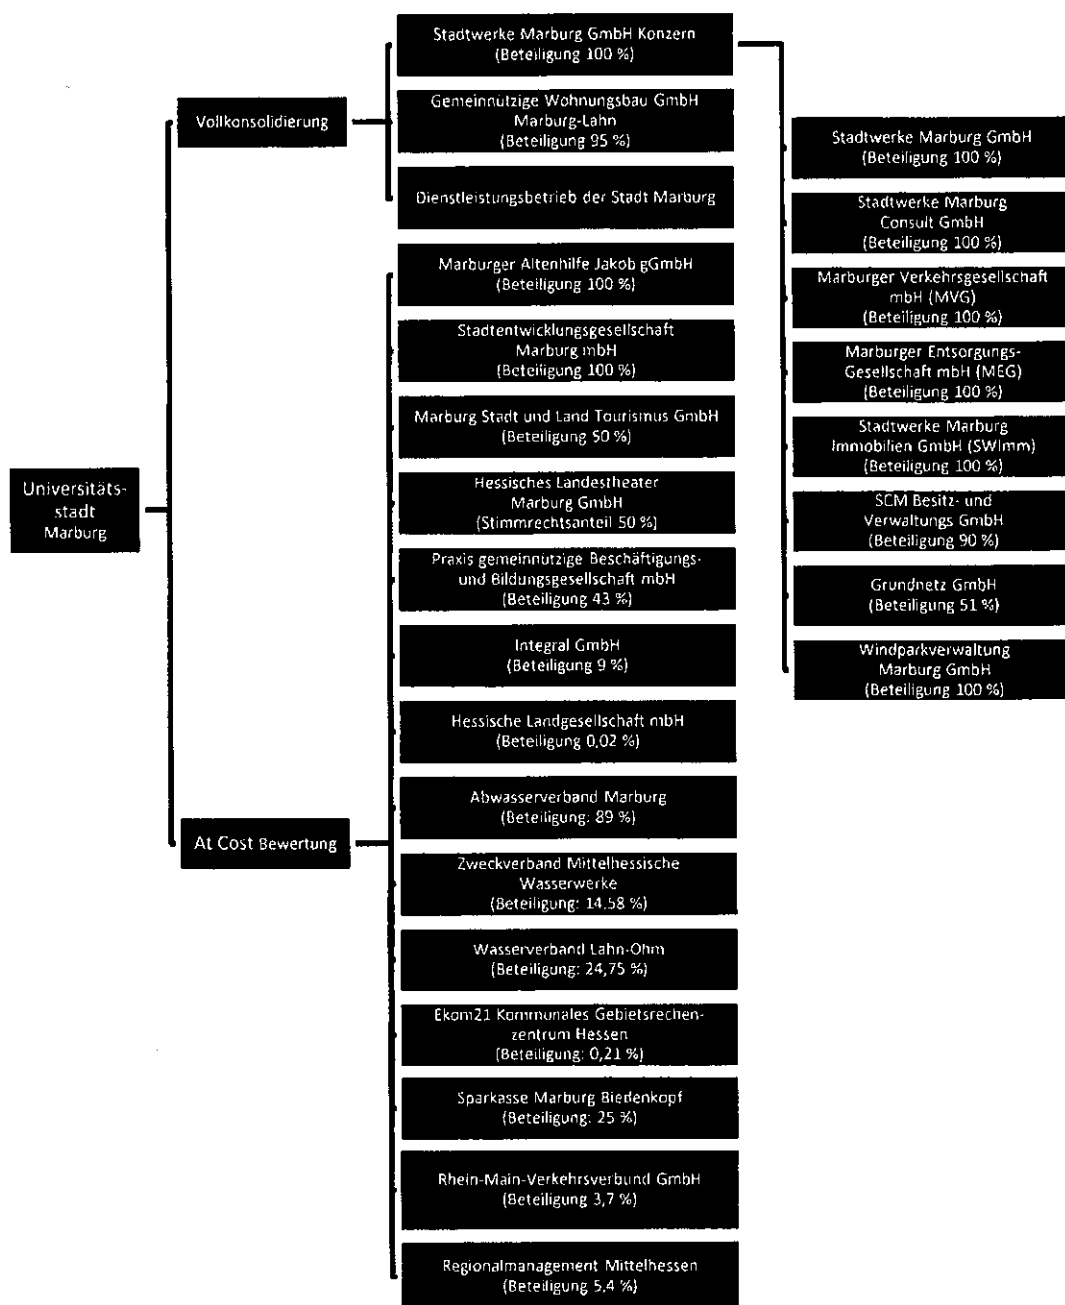 Universitäts-
stadt
Marburg
Vollkonsolidierung
Stadtwerke Marburg GmbH Konzern
(Beteiligung 100 %)
Gemeinnützige Wohnungsbau GmbH
Marburg-Lahn
(Beteiligung 95 %)
Dienstleistungsbetrieb der Stadt Marburg
Stadtwerke Marburg GmbH
(Beteiligung 100 %)
Stadtwerke Marburg
Consult GmbH
(Beteiligung 100 %)
Marburger Verkehrsgesellschaft
mbH (MVG)
(Beteiligung 100 %)
Marburger Entsorgungs-
Gesellschaft mbH (MEG)
(Beteiligung 100 %)
Stadtwerke Marburg
Immobilien GmbH (SWImm)
(Beteiligung 100 %)
SCM Besitz- und
Verwaltungs GmbH
(Beteiligung 90 %)
Grundnetz GmbH
(Beteiligung 51 %)
Windparkverwaltung
Marburg GmbH
(Beteiligung 100 %)
At Cost Bewertung
Marburger Altenhilfe Jakob gGmbH
(Beteiligung 100 %)
Stadtentwicklungsgesellschaft
Marburg mbH
(Beteiligung 100 %)
Marburg Stadt und Land Tourismus GmbH
(Beteiligung 50 %)
Hessisches Landestheater
Marburg GmbH
(Stimmrechtsanteil 50 %)
Praxis gemeinnützige Beschäftigungs-
und Bildungsgesellschaft mbH
(Beteiligung 43 %)
Integral GmbH
(Beteiligung 9 %)
Hessische Landgesellschaft mbH
(Beteiligung 0,02 %)
Abwasserverband Marburg
(Beteiligung: 89 %)
Zweckverband Mittelhessische
Wasserwerke
(Beteiligung: 14,58 %)
Wasserverband Lahn-Ohm
(Beteiligung: 24,75 %)
Ekom21 Kommunales Gebietsrechen-
zentrum Hessen
(Beteiligung: 0,21 %)
Sparkasse Marburg Biedenkopf
(Beteiligung: 25 %)
Rhein-Main-Verkehrsverbund GmbH
(Beteiligung 3,7 %)
Regionalmanagement Mittelhessen
(Beteiligung 5,4 %)